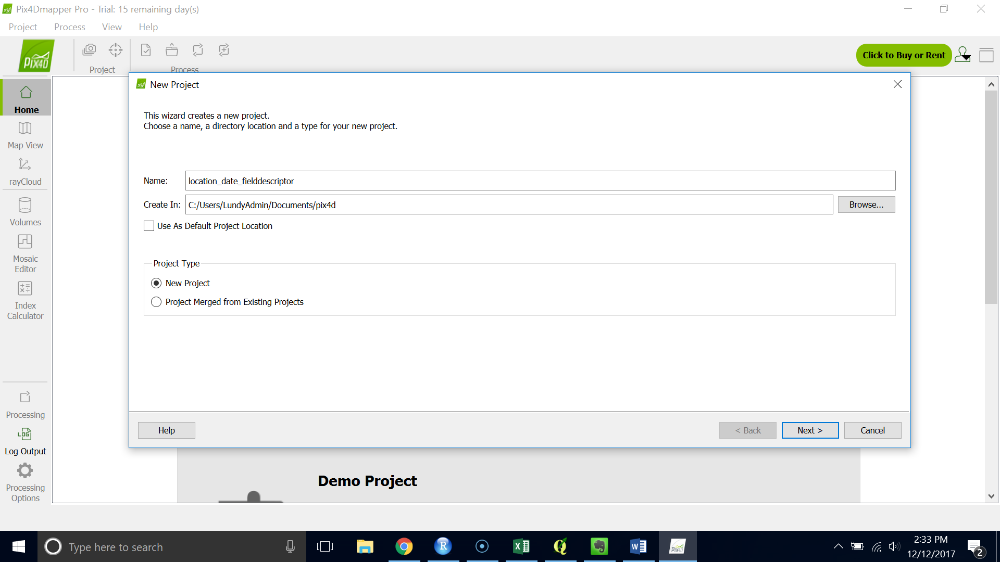 Pix4Dmapper Pro - Trial: 15 remaining day(s)
Project Process View Help
PIX4D
Project
Process
Click to Buy or Rent
Home
Map View
rayCloud
Volumes
Mosaic
Editor
Index
Calculator
Processing
LOG
Log Output
Processing
Options
New Project
This wizard creates a new project.
Choose a name, a directory location and a type for your new project.
Name: location_date_fielddescriptor
Create In: C:/Users/LundyAdmin/Documents/pix4d Browse...
Use As Default Project Location
Project Type
New Project
Project Merged from Existing Projects
Help < Back Next > Cancel
Demo Project
Type here to search
R
X
W
PIX4D
2:33 PM
12/12/2017
2